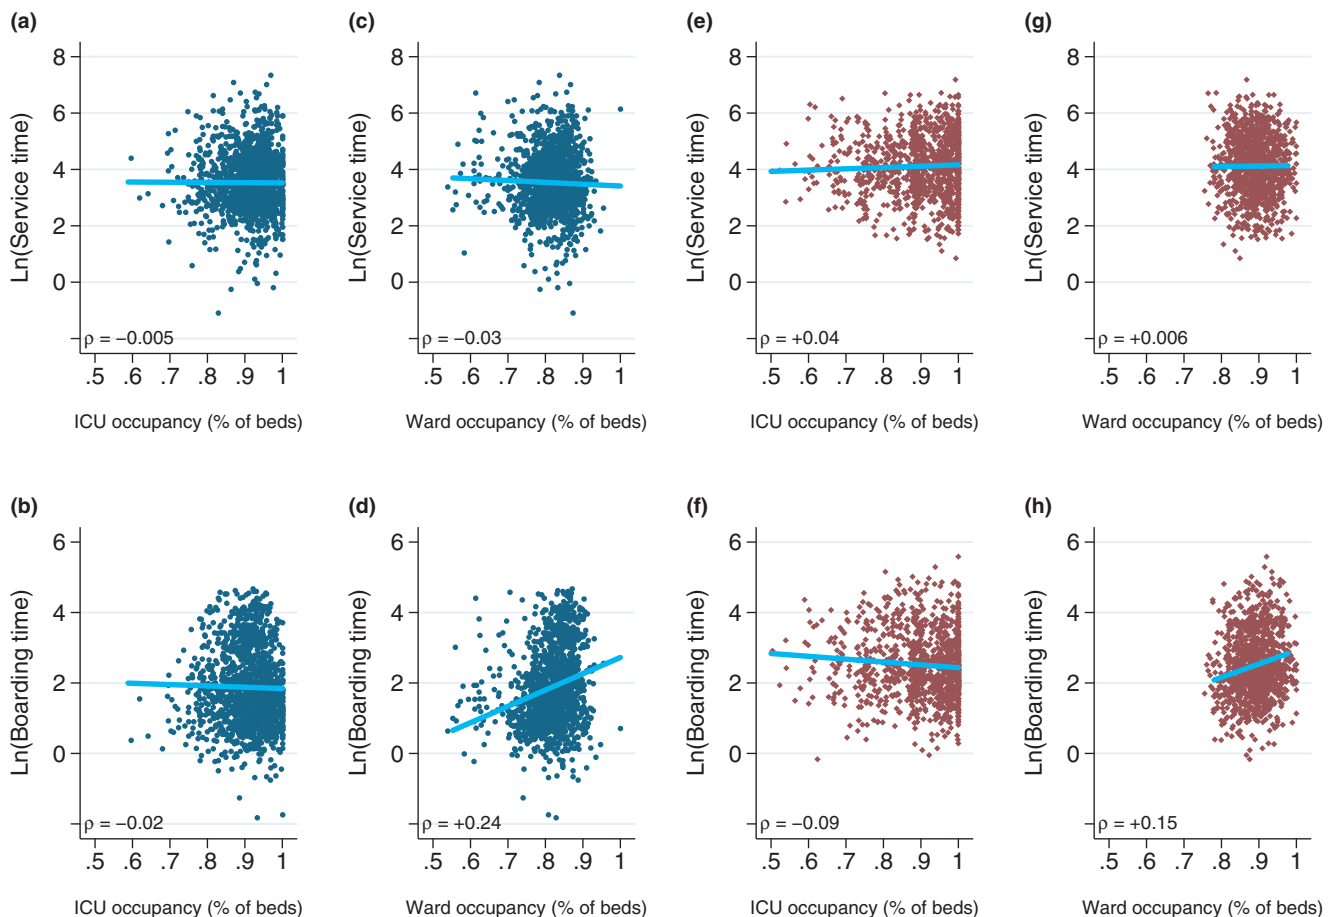 (a)
Ln(Service time)
8
6
4
2
0
ρ = −0.005
.5 .6 .7 .8 .9 1
ICU occupancy (% of beds)
(c)
Ln(Service time)
8
6
4
2
0
ρ = −0.03
.5 .6 .7 .8 .9 1
Ward occupancy (% of beds)
(e)
Ln(Service time)
8
6
4
2
0
ρ = +0.04
.5 .6 .7 .8 .9 1
ICU occupancy (% of beds)
(g)
Ln(Service time)
8
6
4
2
0
ρ = +0.006
.5 .6 .7 .8 .9 1
Ward occupancy (% of beds)
(b)
Ln(Boarding time)
6
4
2
0
ρ = −0.02
.5 .6 .7 .8 .9 1
ICU occupancy (% of beds)
(d)
Ln(Boarding time)
6
4
2
0
ρ = +0.24
.5 .6 .7 .8 .9 1
Ward occupancy (% of beds)
(f)
Ln(Boarding time)
6
4
2
0
ρ = −0.09
.5 .6 .7 .8 .9 1
ICU occupancy (% of beds)
(h)
Ln(Boarding time)
6
4
2
0
ρ = +0.15
.5 .6 .7 .8 .9 1
Ward occupancy (% of beds)